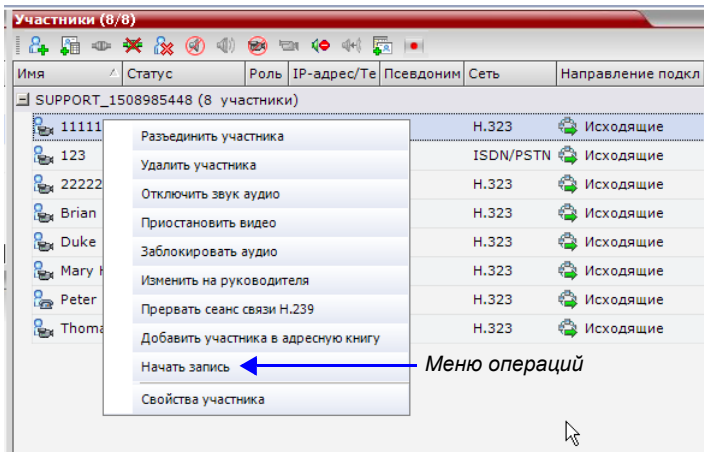 Участники (8/8)
Имя Статус Роль IP-адрес/Те Псевдоним Сеть Направление подкл
SUPPORT_1508985448 (8 участники)
11111 H.323 Исходящие
123 ISDN/PSTN Исходящие
22222 H.323 Исходящие
Brian H.323 Исходящие
Duke H.323 Исходящие
Mary H.323 Исходящие
Peter H.323 Исходящие
Thoma H.323 Исходящие
Разъединить участника
Удалить участника
Отключить звук аудио
Приостановить видео
Заблокировать аудио
Изменить на руководителя
Прервать сеанс связи H.239
Добавить участника в адресную книгу
Начать запись
Свойства участника
Меню операций